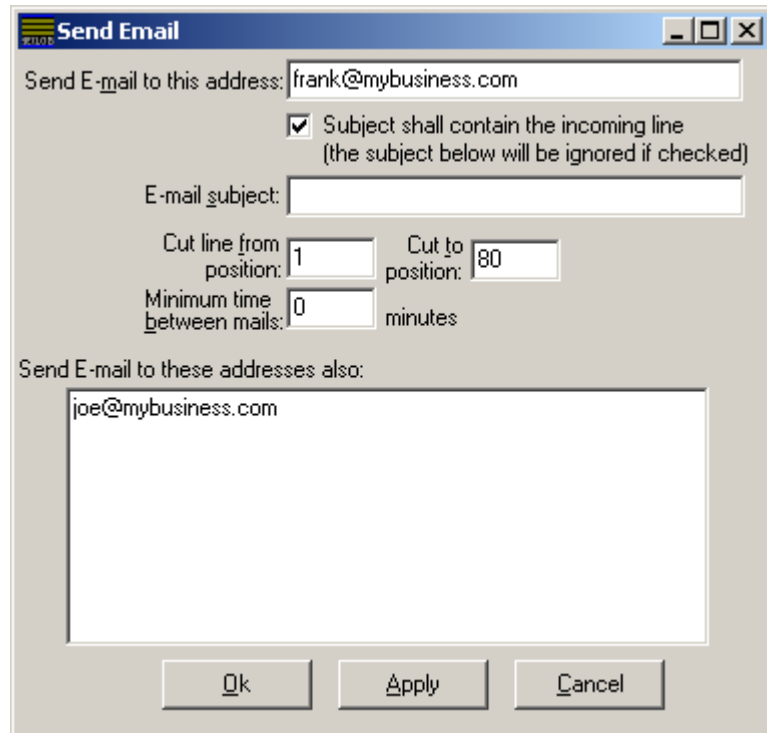 Send Email
Send E-mail to this address: frank@mybusiness.com
Subject shall contain the incoming line
(the subject below will be ignored if checked)
E-mail subject:
Cut line from position: 1 Cut to position: 80
Minimum time between mails: 0 minutes
Send E-mail to these addresses also:
joe@mybusiness.com
Ok Apply Cancel